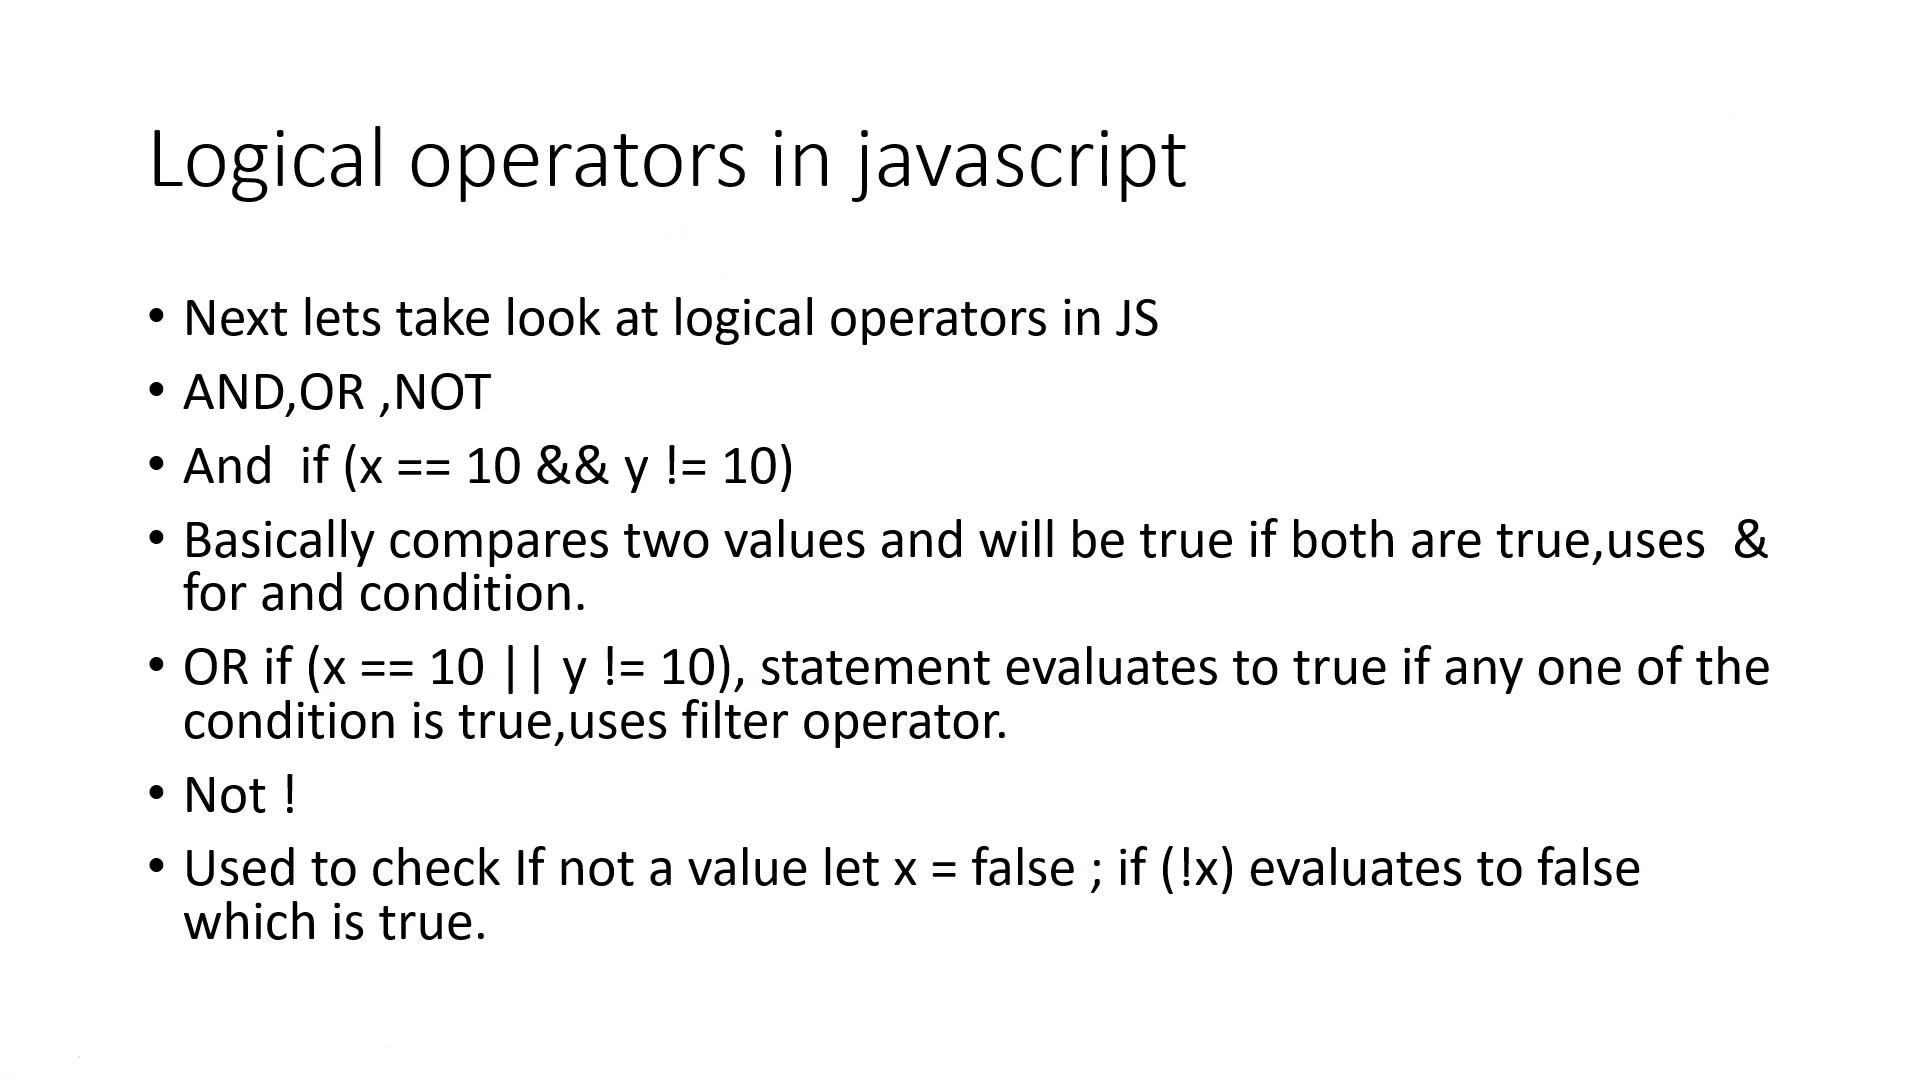 Logical operators in javascript
• Next lets take look at logical operators in JS
• AND,OR ,NOT
• And  if (x == 10 && y != 10)
• Basically compares two values and will be true if both are true,uses  &
for and condition.
• OR if (x == 10 || y != 10), statement evaluates to true if any one of the
condition is true,uses filter operator.
• Not !
• Used to check If not a value let x = false ; if (!x) evaluates to false
which is true.